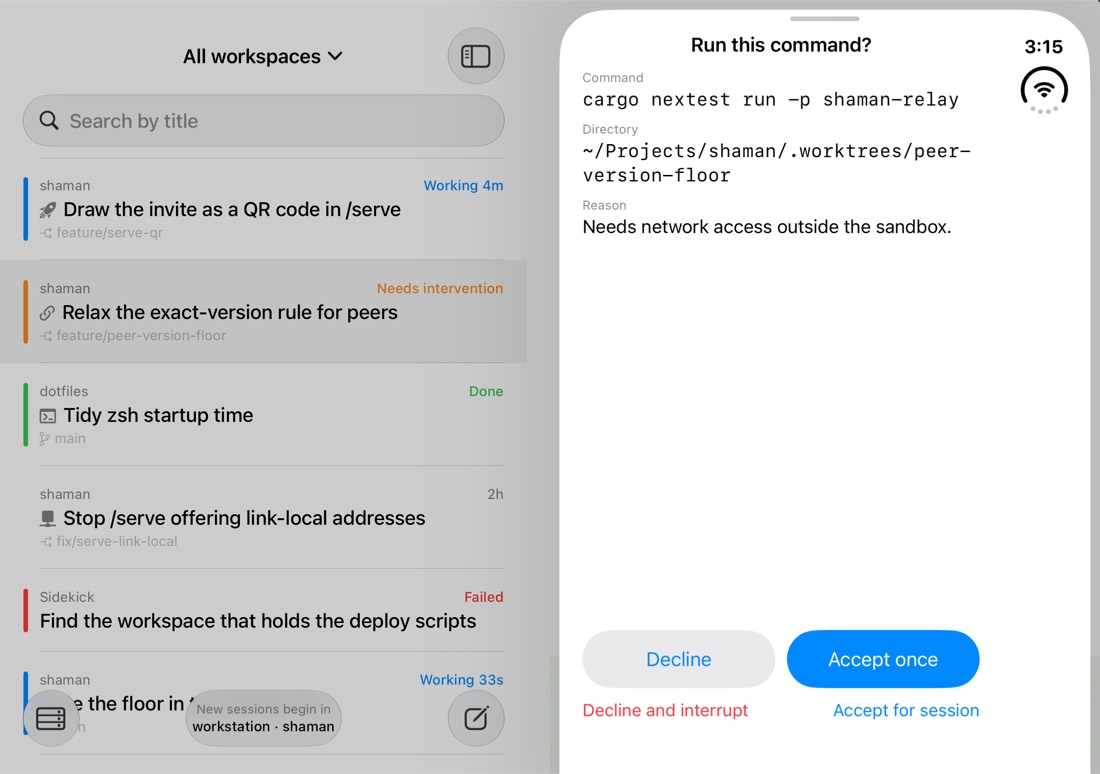 All workspaces
Search by title
shaman
Working 4m
Draw the invite as a QR code in /serve
feature/serve-qr
shaman
Needs intervention
Relax the exact-version rule for peers
feature/peer-version-floor
dotfiles
Done
Tidy zsh startup time
main
shaman
2h
Stop /serve offering link-local addresses
fix/serve-link-local
Sidekick
Failed
Find the workspace that holds the deploy scripts
shaman
Working 33s
the floor in
New sessions begin in
workstation · shaman
Run this command?
3:15
Command
cargo nextest run -p shaman-relay
Directory
~/Projects/shaman/.worktrees/peer-
version-floor
Reason
Needs network access outside the sandbox.
Decline
Accept once
Decline and interrupt
Accept for session